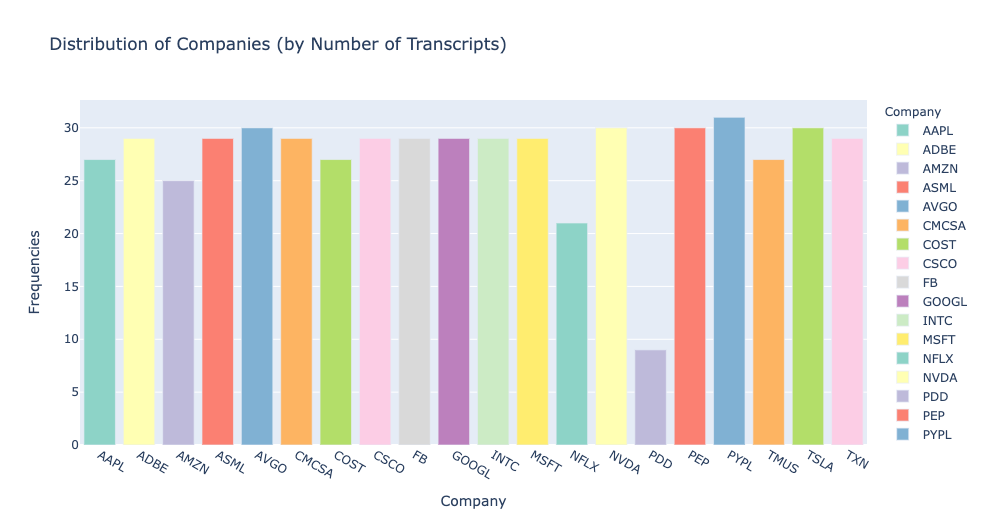 Distribution of Companies (by Number of Transcripts)
Frequencies
30
25
20
15
10
5
0
AAPL
ADBE
AMZN
ASML
AVGO
CMCSA
COST
CSCO
FB
GOOGL
INTC
MSFT
NFLX
NVDA
PDD
PEP
PYPL
TMUS
TSLA
TXN
Company
Company
AAPL
ADBE
AMZN
ASML
AVGO
CMCSA
COST
CSCO
FB
GOOGL
INTC
MSFT
NFLX
NVDA
PDD
PEP
PYPL